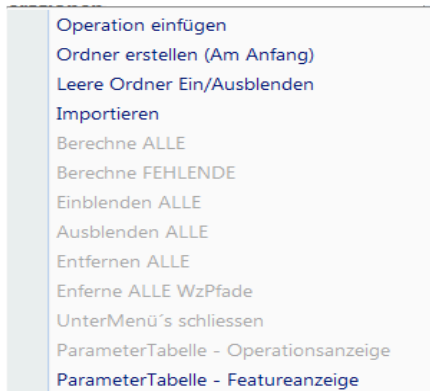 Operation einfügen
Ordner erstellen (Am Anfang)
Leere Ordner Ein/Ausblenden
Importieren
Berechne ALLE
Berechne FEHLENDE
Einblenden ALLE
Ausblenden ALLE
Entfernen ALLE
Enferne ALLE WzPfade
UnterMenü´s schliessen
ParameterTabelle - Operationsanzeige
ParameterTabelle - Featureanzeige